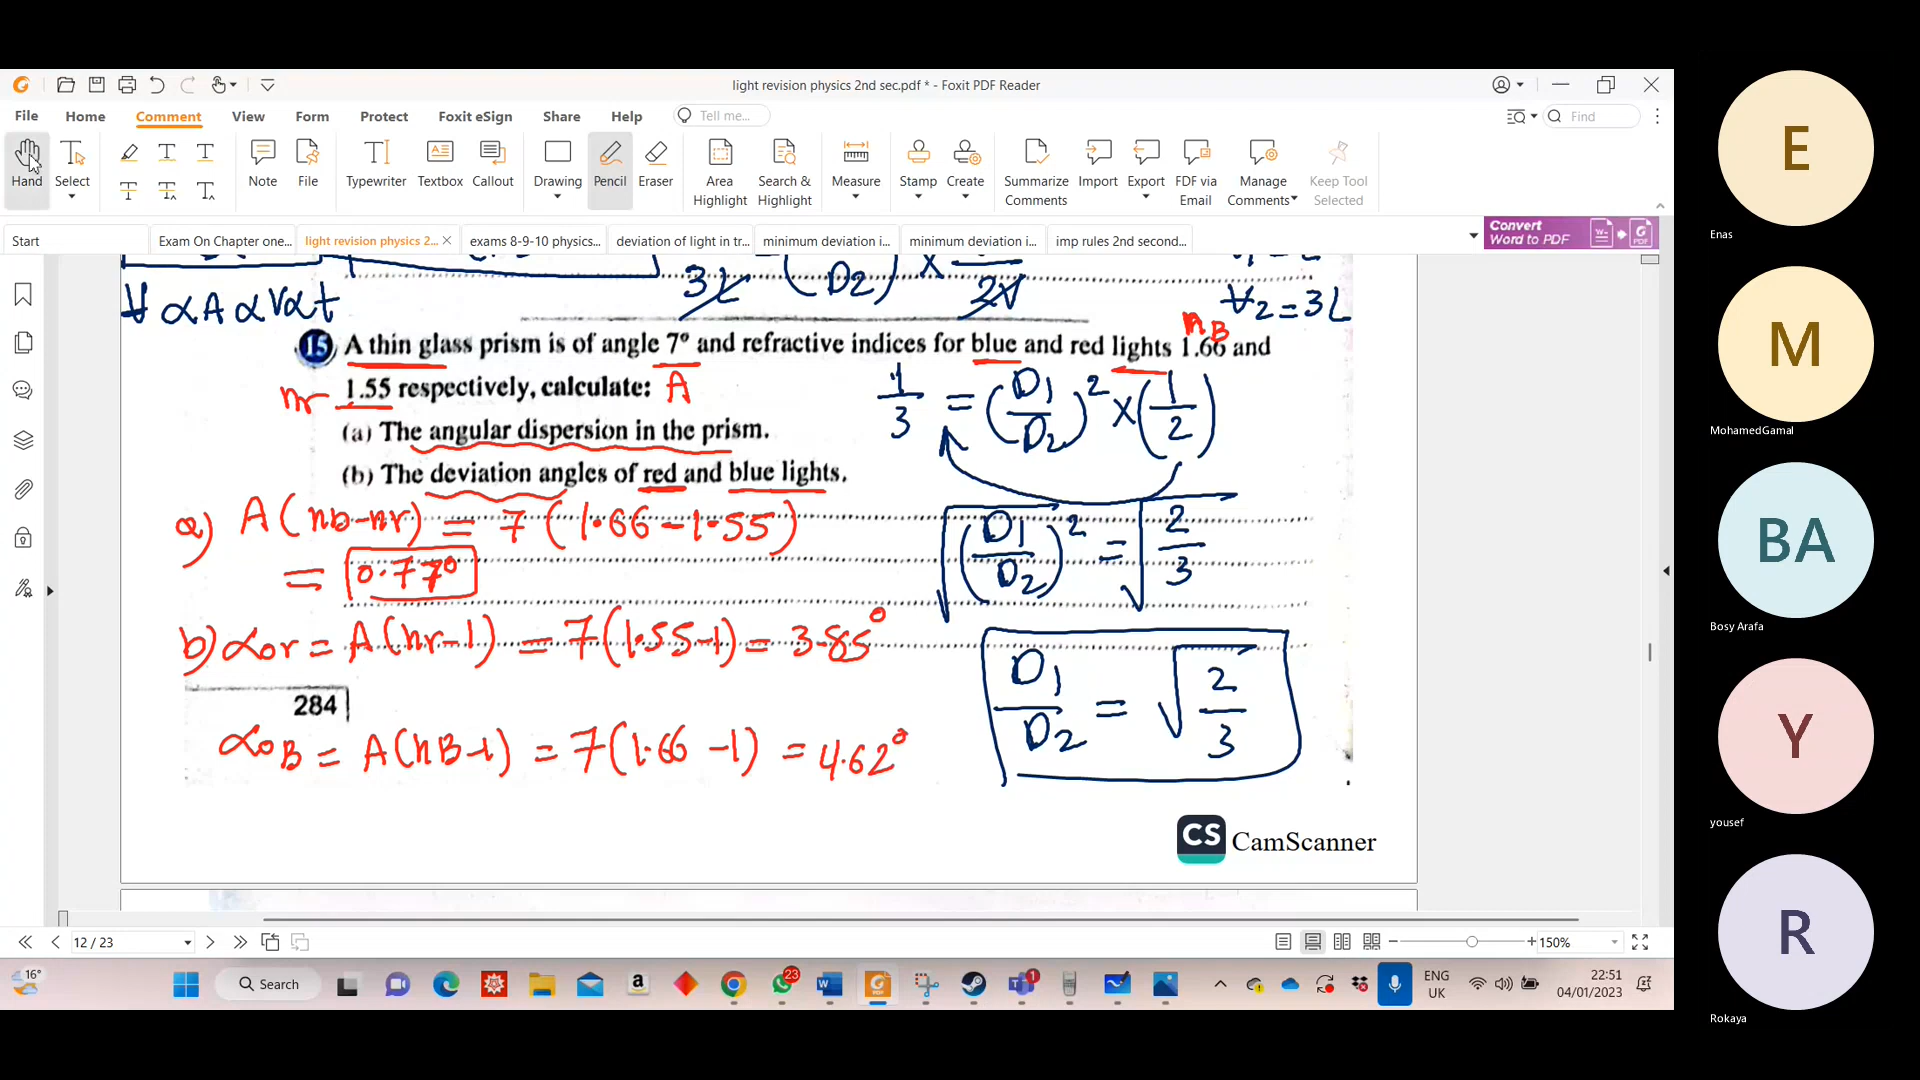 light revision physics 2nd sec.pdf * - Foxit PDF Reader
File Home Comment View Form Protect Foxit eSign Share Help Tell me... Find
Hand Select Note File Typewriter Textbox Callout Drawing Pencil Eraser Area Highlight Search & Highlight Measure Stamp Create Summarize Comments Import Export FDF via Email Manage Comments Keep Tool Selected
Start Exam On Chapter one... light revision physics 2... exams 8-9-10 physics... deviation of light in tr... minimum deviation i... minimum deviation i... imp rules 2nd second...
Convert Word to PDF
∀ ∝ A ∝ V ∝ t
∀2 = 3L
nB
15 A thin glass prism is of angle 7° and refractive indices for blue and red lights 1.66 and
nr 1.55 respectively, calculate: A
(a) The angular dispersion in the prism.
(b) The deviation angles of red and blue lights.
1/3 = (D1/D2)² × (1/2)
a) A(nb-nr) = 7(1.66-1.55)
= 0.77°
√(D1/D2)² = √2/3
b) αor = A(nr-1) = 7(1.55-1) = 3.85°
284
D1/D2 = √2/3
αoB = A(nB-1) = 7(1.66-1) = 4.62°
CS CamScanner
12 / 23
150%
16°
Search
23
1
ENG
UK
22:51
04/01/2023
E
Enas
M
MohamedGamal
BA
Bosy Arafa
Y
yousef
R
Rokaya